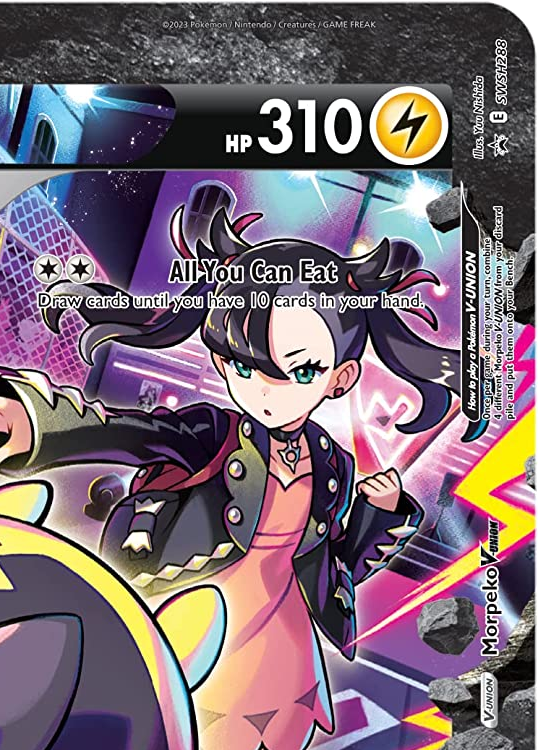 ©2023 Pokémon / Nintendo / Creatures / GAME FREAK
HP 310
All You Can Eat
Draw cards until you have 10 cards in your hand.
Illus. Yuu Nishida
E SWSH288
How to play a Pokémon V-UNION
Once per game during your turn, combine
4 different Morpeko V-UNION from your discard
pile and put them onto your Bench.
V-UNION Morpeko V-UNION